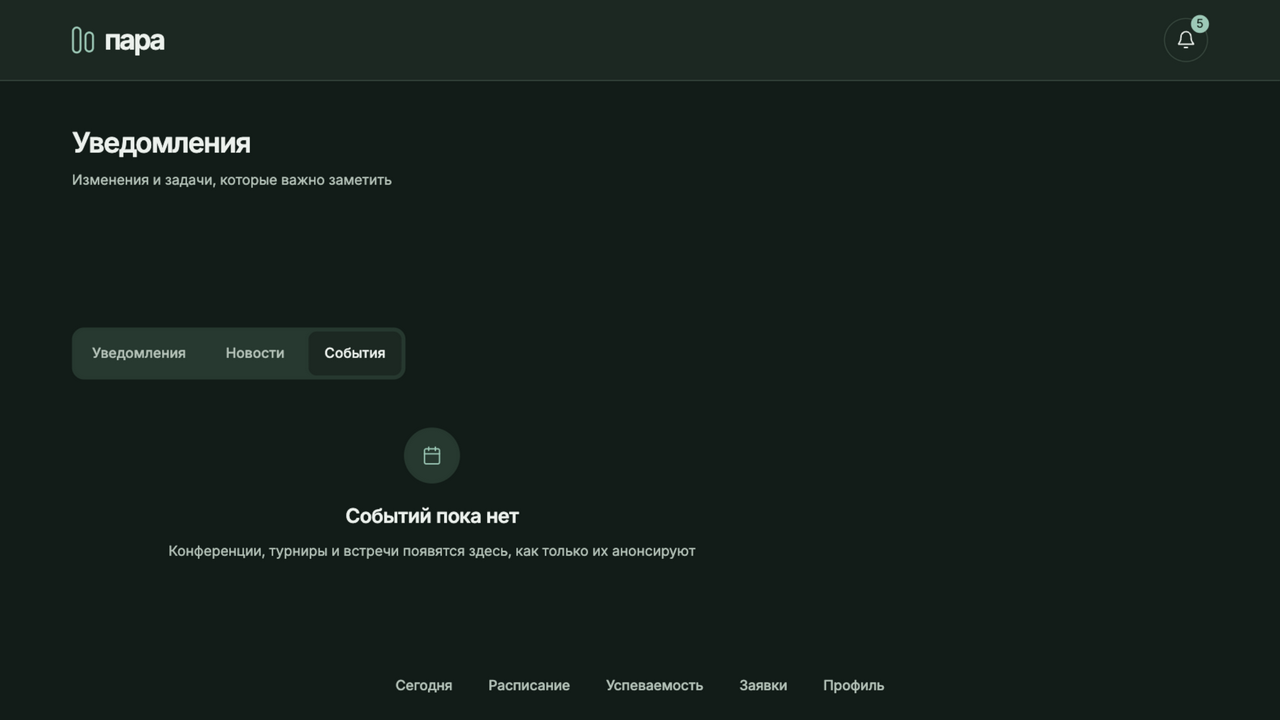 пара
5
Уведомления
Изменения и задачи, которые важно заметить
Уведомления Новости События
Событий пока нет
Конференции, турниры и встречи появятся здесь, как только их анонсируют
Сегодня Расписание Успеваемость Заявки Профиль